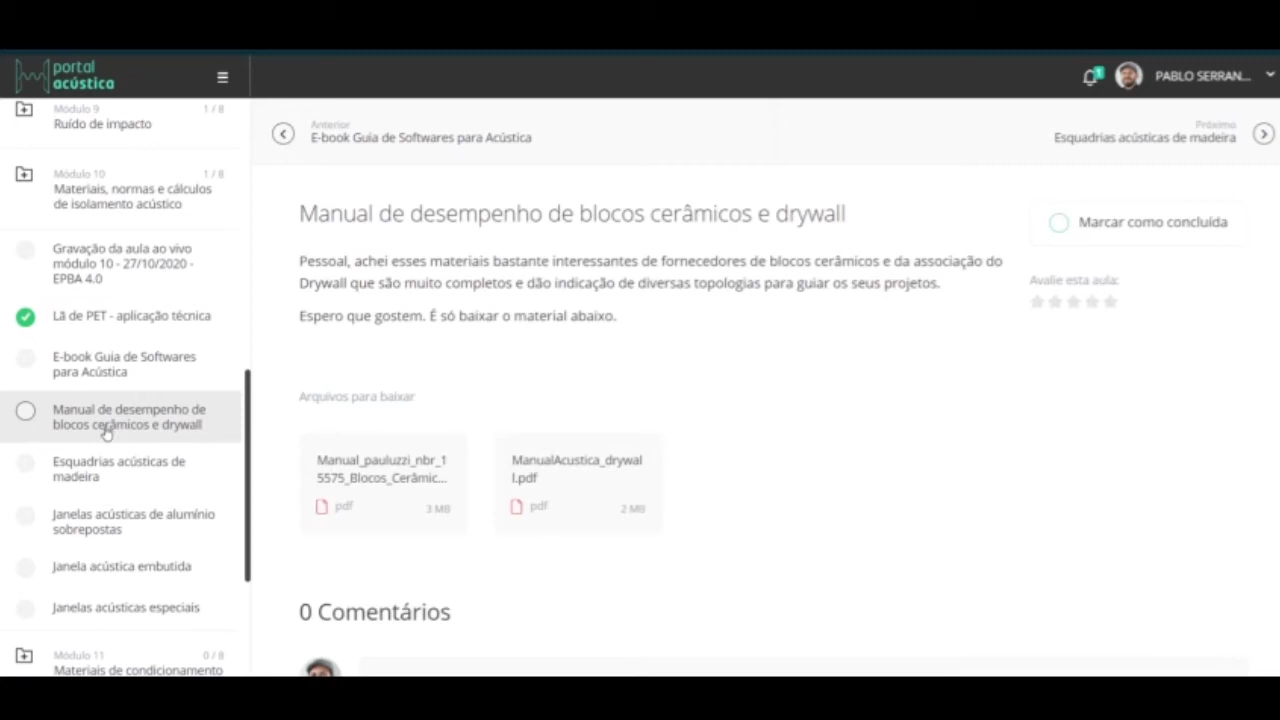 portal
acústica
☰
1
PABLO SERRAN...
Módulo 9
1 / 8
Ruído de impacto
Módulo 10
1 / 8
Materiais, normas e cálculos
de isolamento acústico
Gravação da aula ao vivo
módulo 10 - 27/10/2020 -
EPBA 4.0
Lã de PET - aplicação técnica
E-book Guia de Softwares
para Acústica
Manual de desempenho de
blocos cerâmicos e drywall
Esquadrias acústicas de
madeira
Janelas acústicas de alumínio
sobrepostas
Janela acústica embutida
Janelas acústicas especiais
Módulo 11
0 / 8
Materiais de condicionamento
Anterior
E-book Guia de Softwares para Acústica
Próximo
Esquadrias acústicas de madeira
Manual de desempenho de blocos cerâmicos e drywall
Pessoal, achei esses materiais bastante interessantes de fornecedores de blocos cerâmicos e da associação do
Drywall que são muito completos e dão indicação de diversas topologias para guiar os seus projetos.
Espero que gostem. É só baixar o material abaixo.
Marcar como concluída
Avalie esta aula:
Arquivos para baixar
Manual_pauluzzi_nbr_1
5575_Blocos_Cerâmic...
pdf
3 MB
ManualAcustica_drywal
l.pdf
pdf
2 MB
0 Comentários